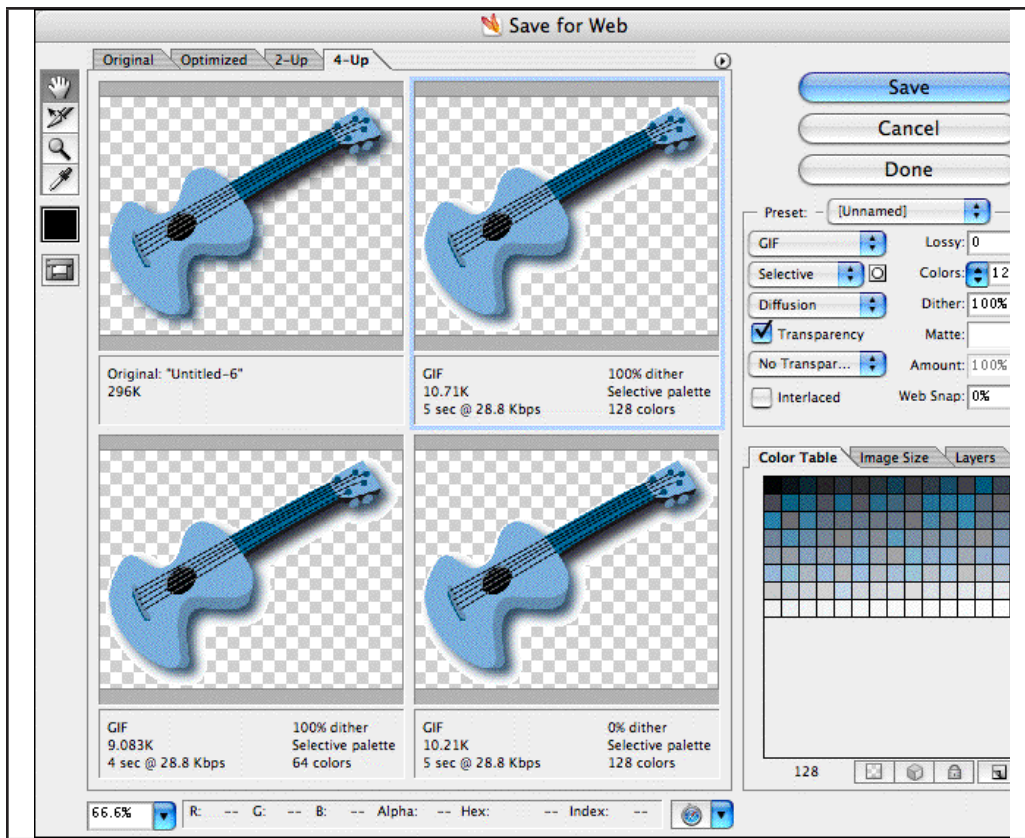 Save for Web
Original Optimized 2-Up 4-Up
Save
Cancel
Done
Preset: [Unnamed]
GIF Lossy: 0
Selective Colors: 12
Diffusion Dither: 100%
Transparency Matte:
No Transpar... Amount: 100%
Interlaced Web Snap: 0%
Original: "Untitled-6"
296K
GIF 100% dither
10.71K Selective palette
5 sec @ 28.8 Kbps 128 colors
Color Table Image Size Layers
GIF 100% dither
9.083K Selective palette
4 sec @ 28.8 Kbps 64 colors
GIF 0% dither
10.21K Selective palette
5 sec @ 28.8 Kbps 128 colors
128
66.6% R: -- G: -- B: -- Alpha: -- Hex: -- Index: --